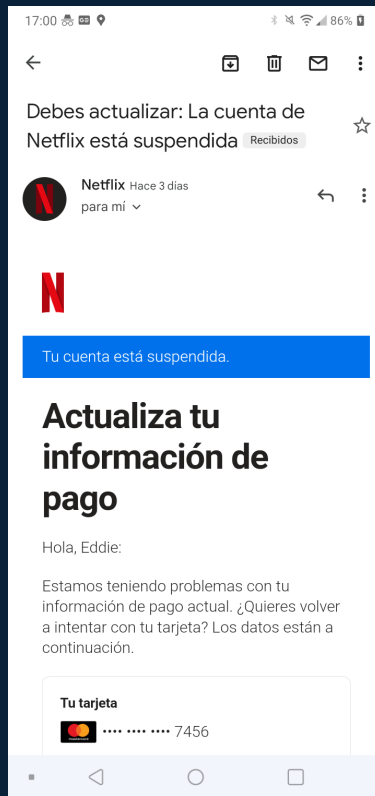 17:00 86%
Debes actualizar: La cuenta de
Netflix está suspendida Recibidos
Netflix Hace 3 días
para mí
Tu cuenta está suspendida.
Actualiza tu
información de
pago
Hola, Eddie:
Estamos teniendo problemas con tu
información de pago actual. ¿Quieres volver
a intentar con tu tarjeta? Los datos están a
continuación.
Tu tarjeta
•••• •••• •••• 7456